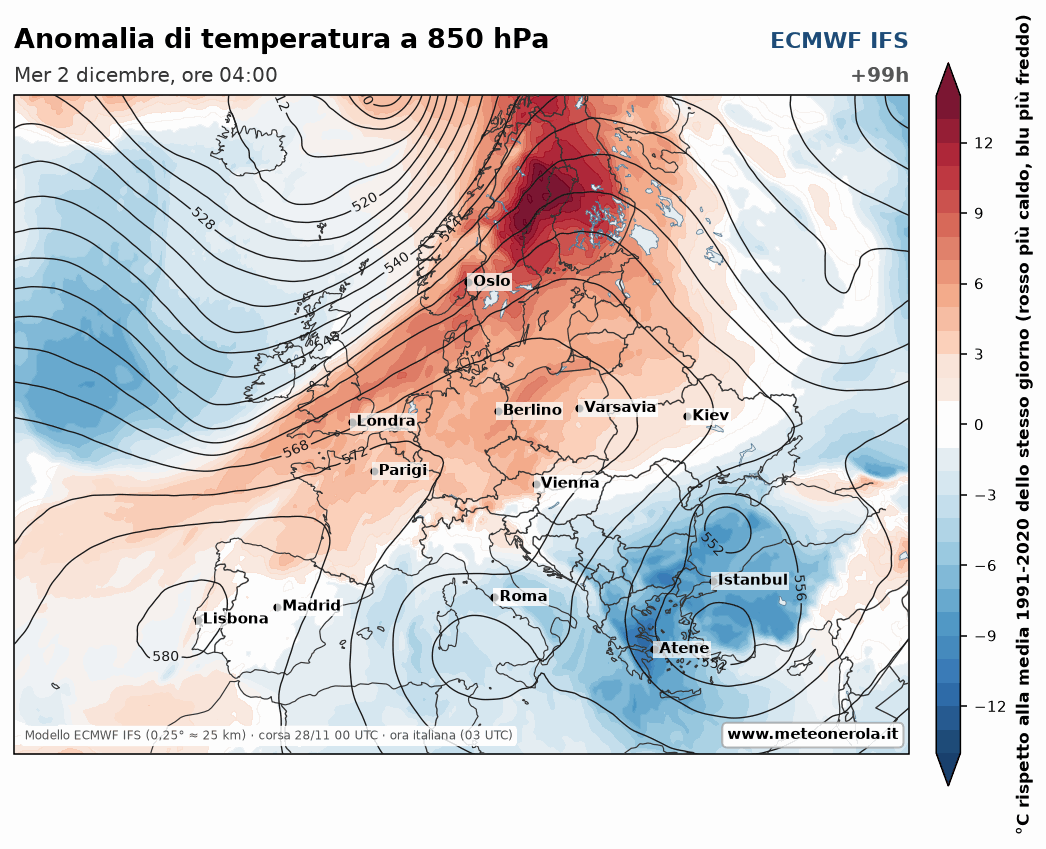 Anomalia di temperatura a 850 hPa
ECMWF IFS
Mer 2 dicembre, ore 04:00
+99h
12
520
528
540
544
548
Oslo
Londra
Berlino
Varsavia
Kiev
568
572
Parigi
Vienna
552
Istanbul
556
Roma
Madrid
Lisbona
Atene
552
580
Modello ECMWF IFS (0,25° ≈ 25 km) · corsa 28/11 00 UTC · ora italiana (03 UTC)
www.meteonerola.it
12
9
6
3
0
−3
−6
−9
−12
°C rispetto alla media 1991-2020 dello stesso giorno (rosso più caldo, blu più freddo)